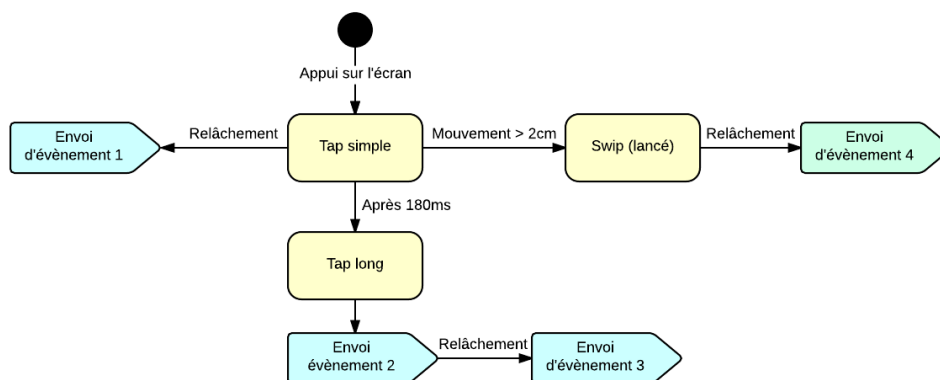 Appui sur l'écran
Envoi
d'évènement 1
Relâchement
Tap simple
Mouvement > 2cm
Swip (lancé)
Relâchement
Envoi
d'évènement 4
Après 180ms
Tap long
Envoi
évènement 2
Relâchement
Envoi
d'évènement 3